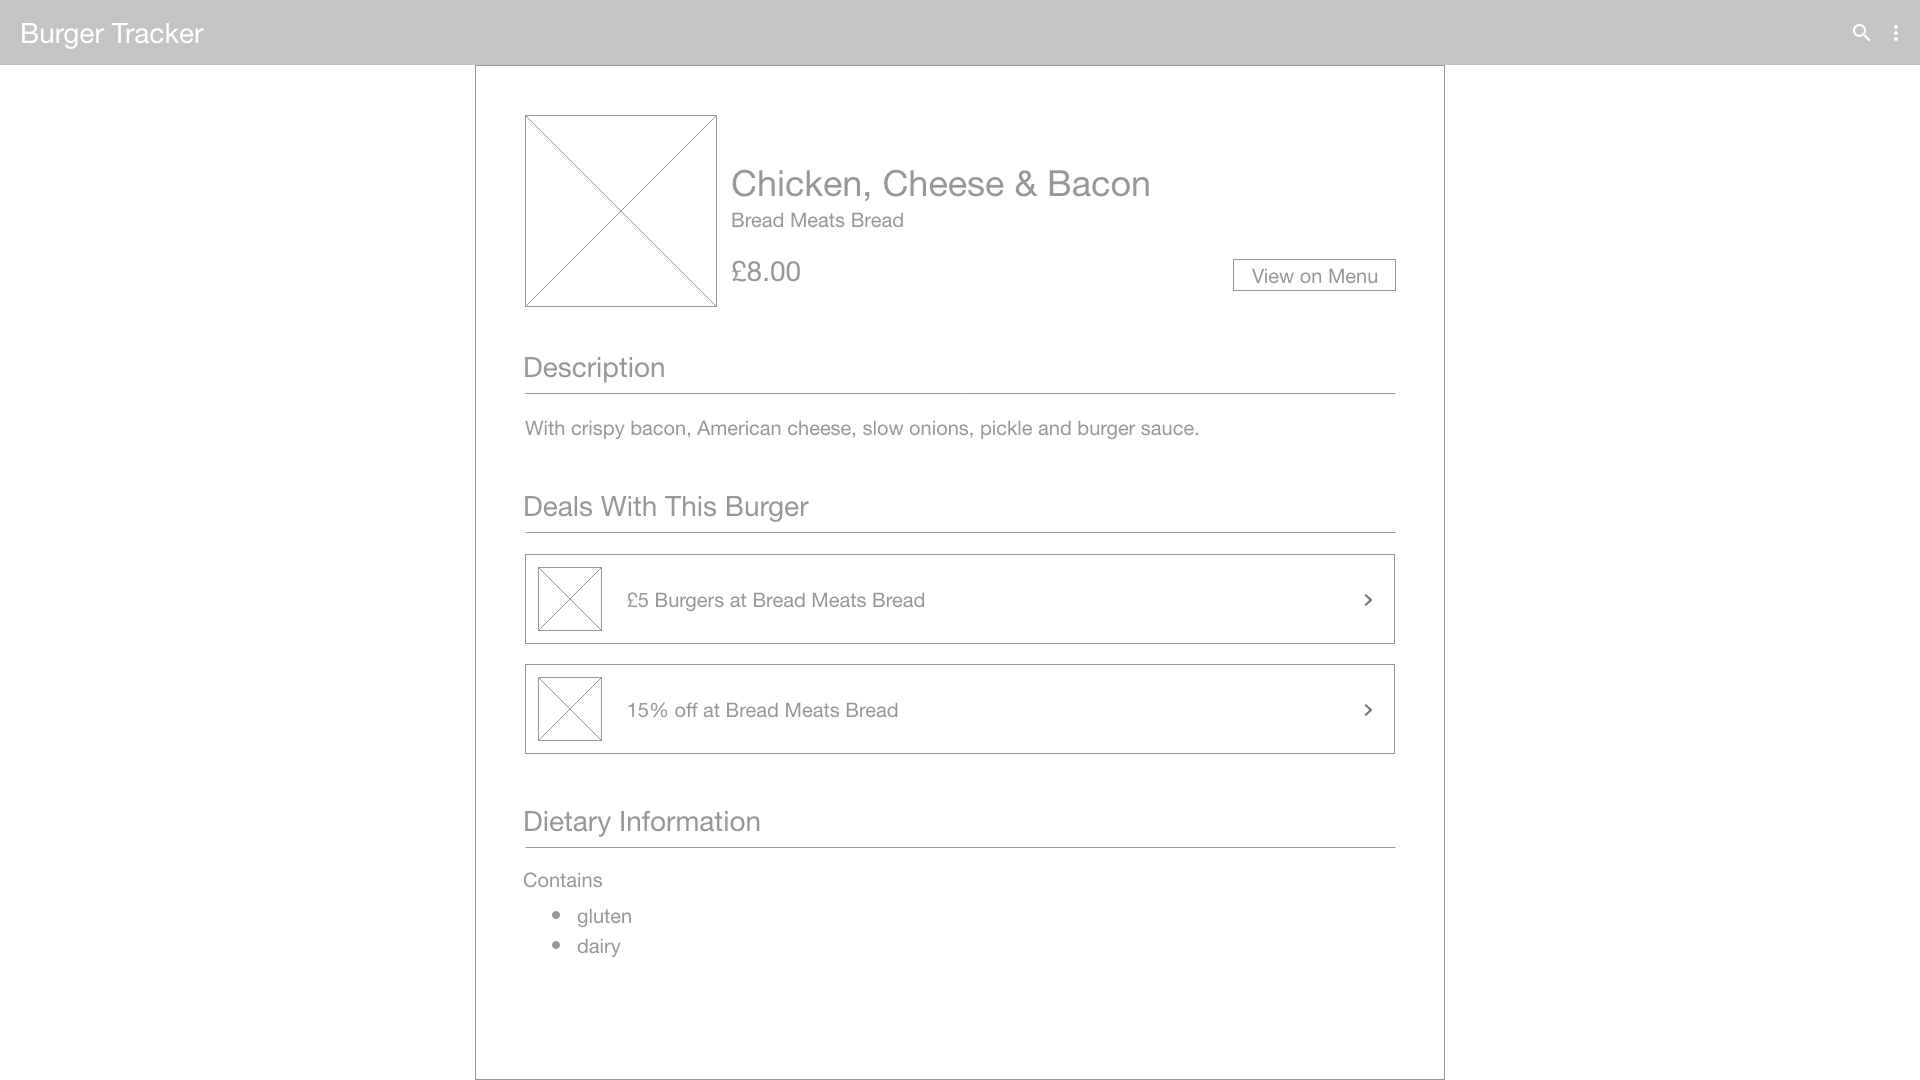 Burger Tracker
Chicken, Cheese & Bacon
Bread Meats Bread
£8.00
View on Menu
Description
With crispy bacon, American cheese, slow onions, pickle and burger sauce.
Deals With This Burger
£5 Burgers at Bread Meats Bread
15% off at Bread Meats Bread
Dietary Information
Contains
gluten
dairy